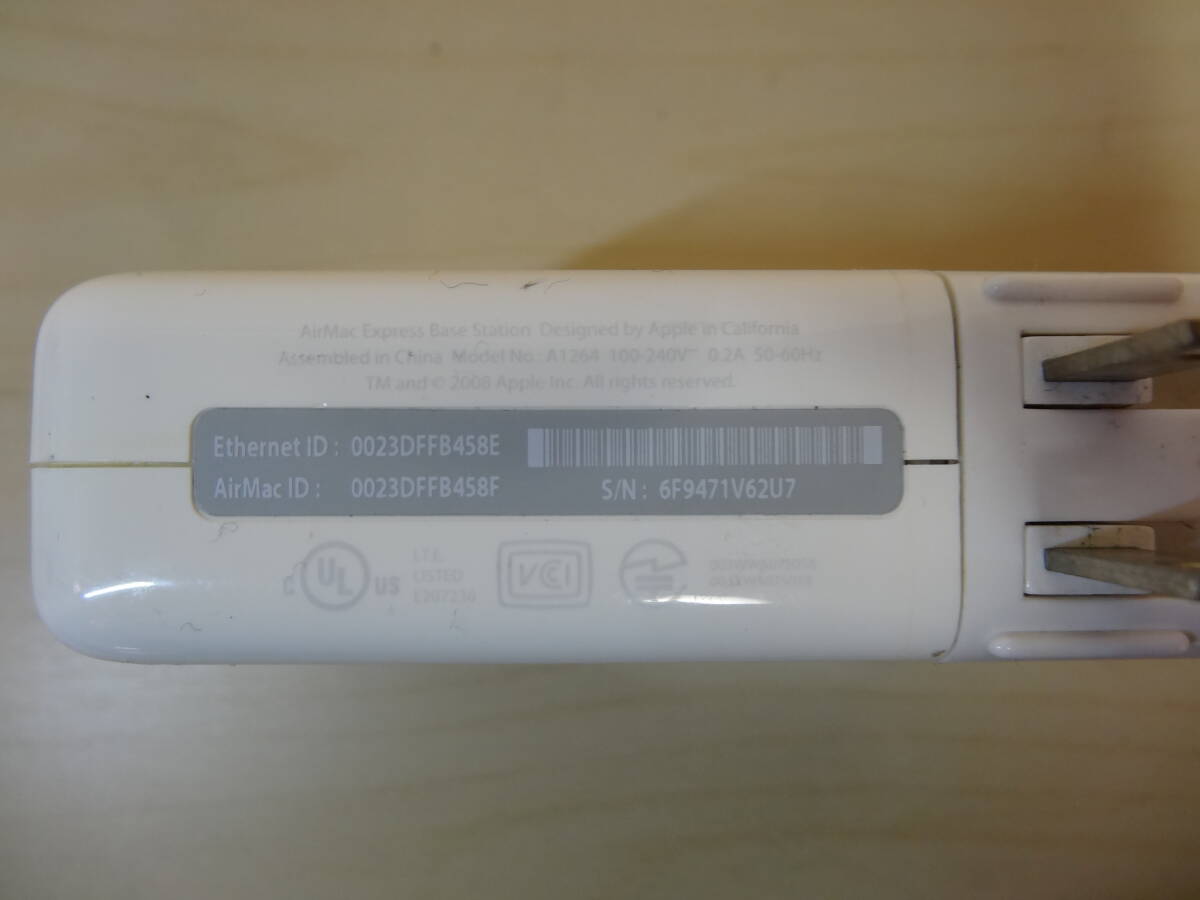 AirMac Express Base Station Designed by Apple in California
Assembled in China Model No.: A1264 100-240V~ 0.2A 50-60Hz
TM and © 2008 Apple Inc. All rights reserved.
Ethernet ID : 0023DFFB458E
AirMac ID : 0023DFFB458F S/N : 6F9471V62U7
c UL US
I.T.E.
LISTED
E207216
VCI